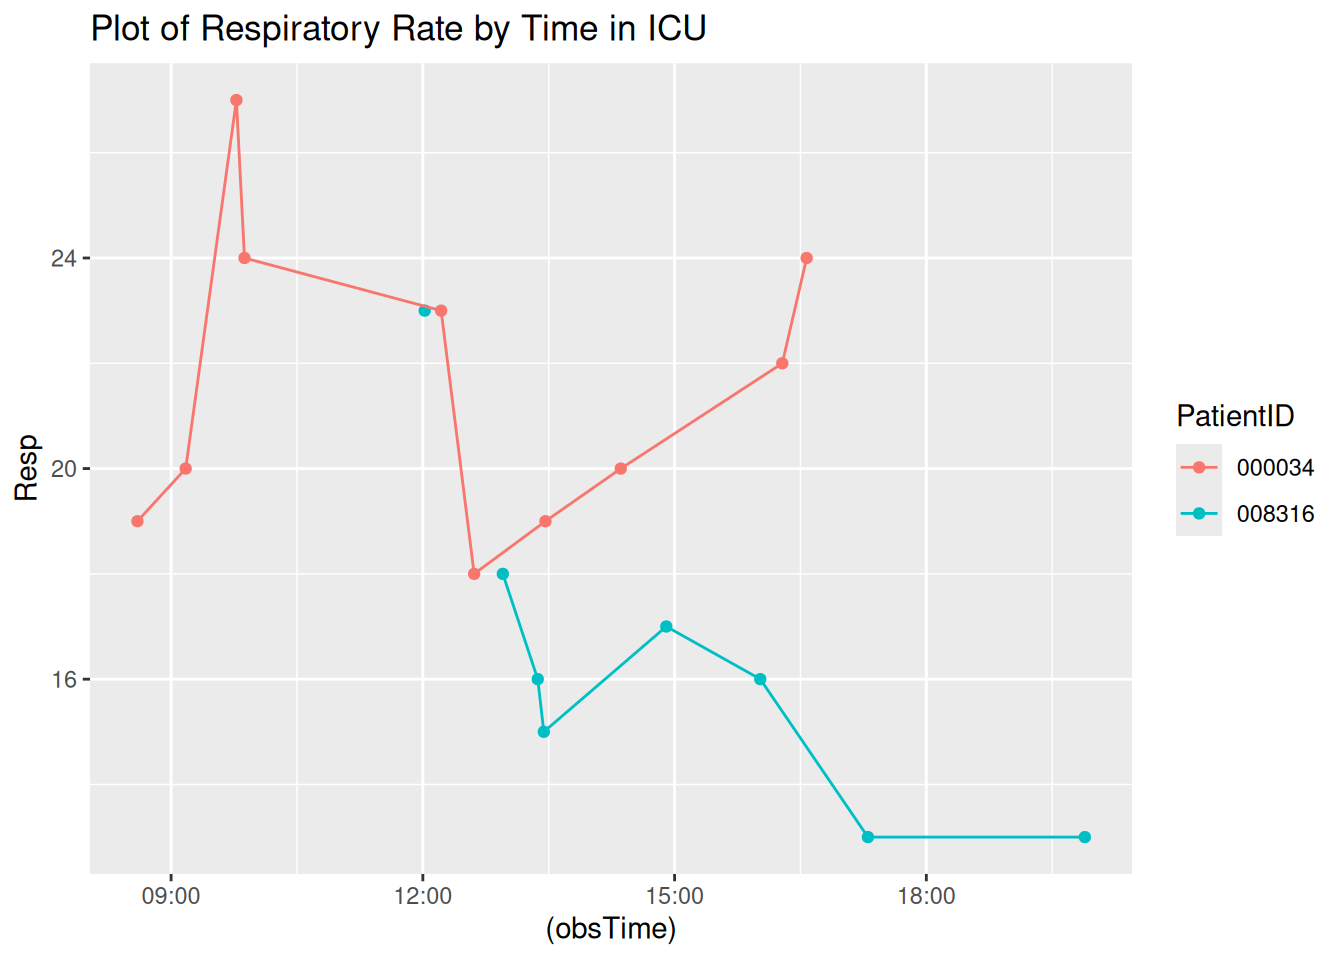 Plot of Respiratory Rate by Time in ICU
24
20
16
Resp
09:00 12:00 15:00 18:00
(obsTime)
PatientID
000034
008316